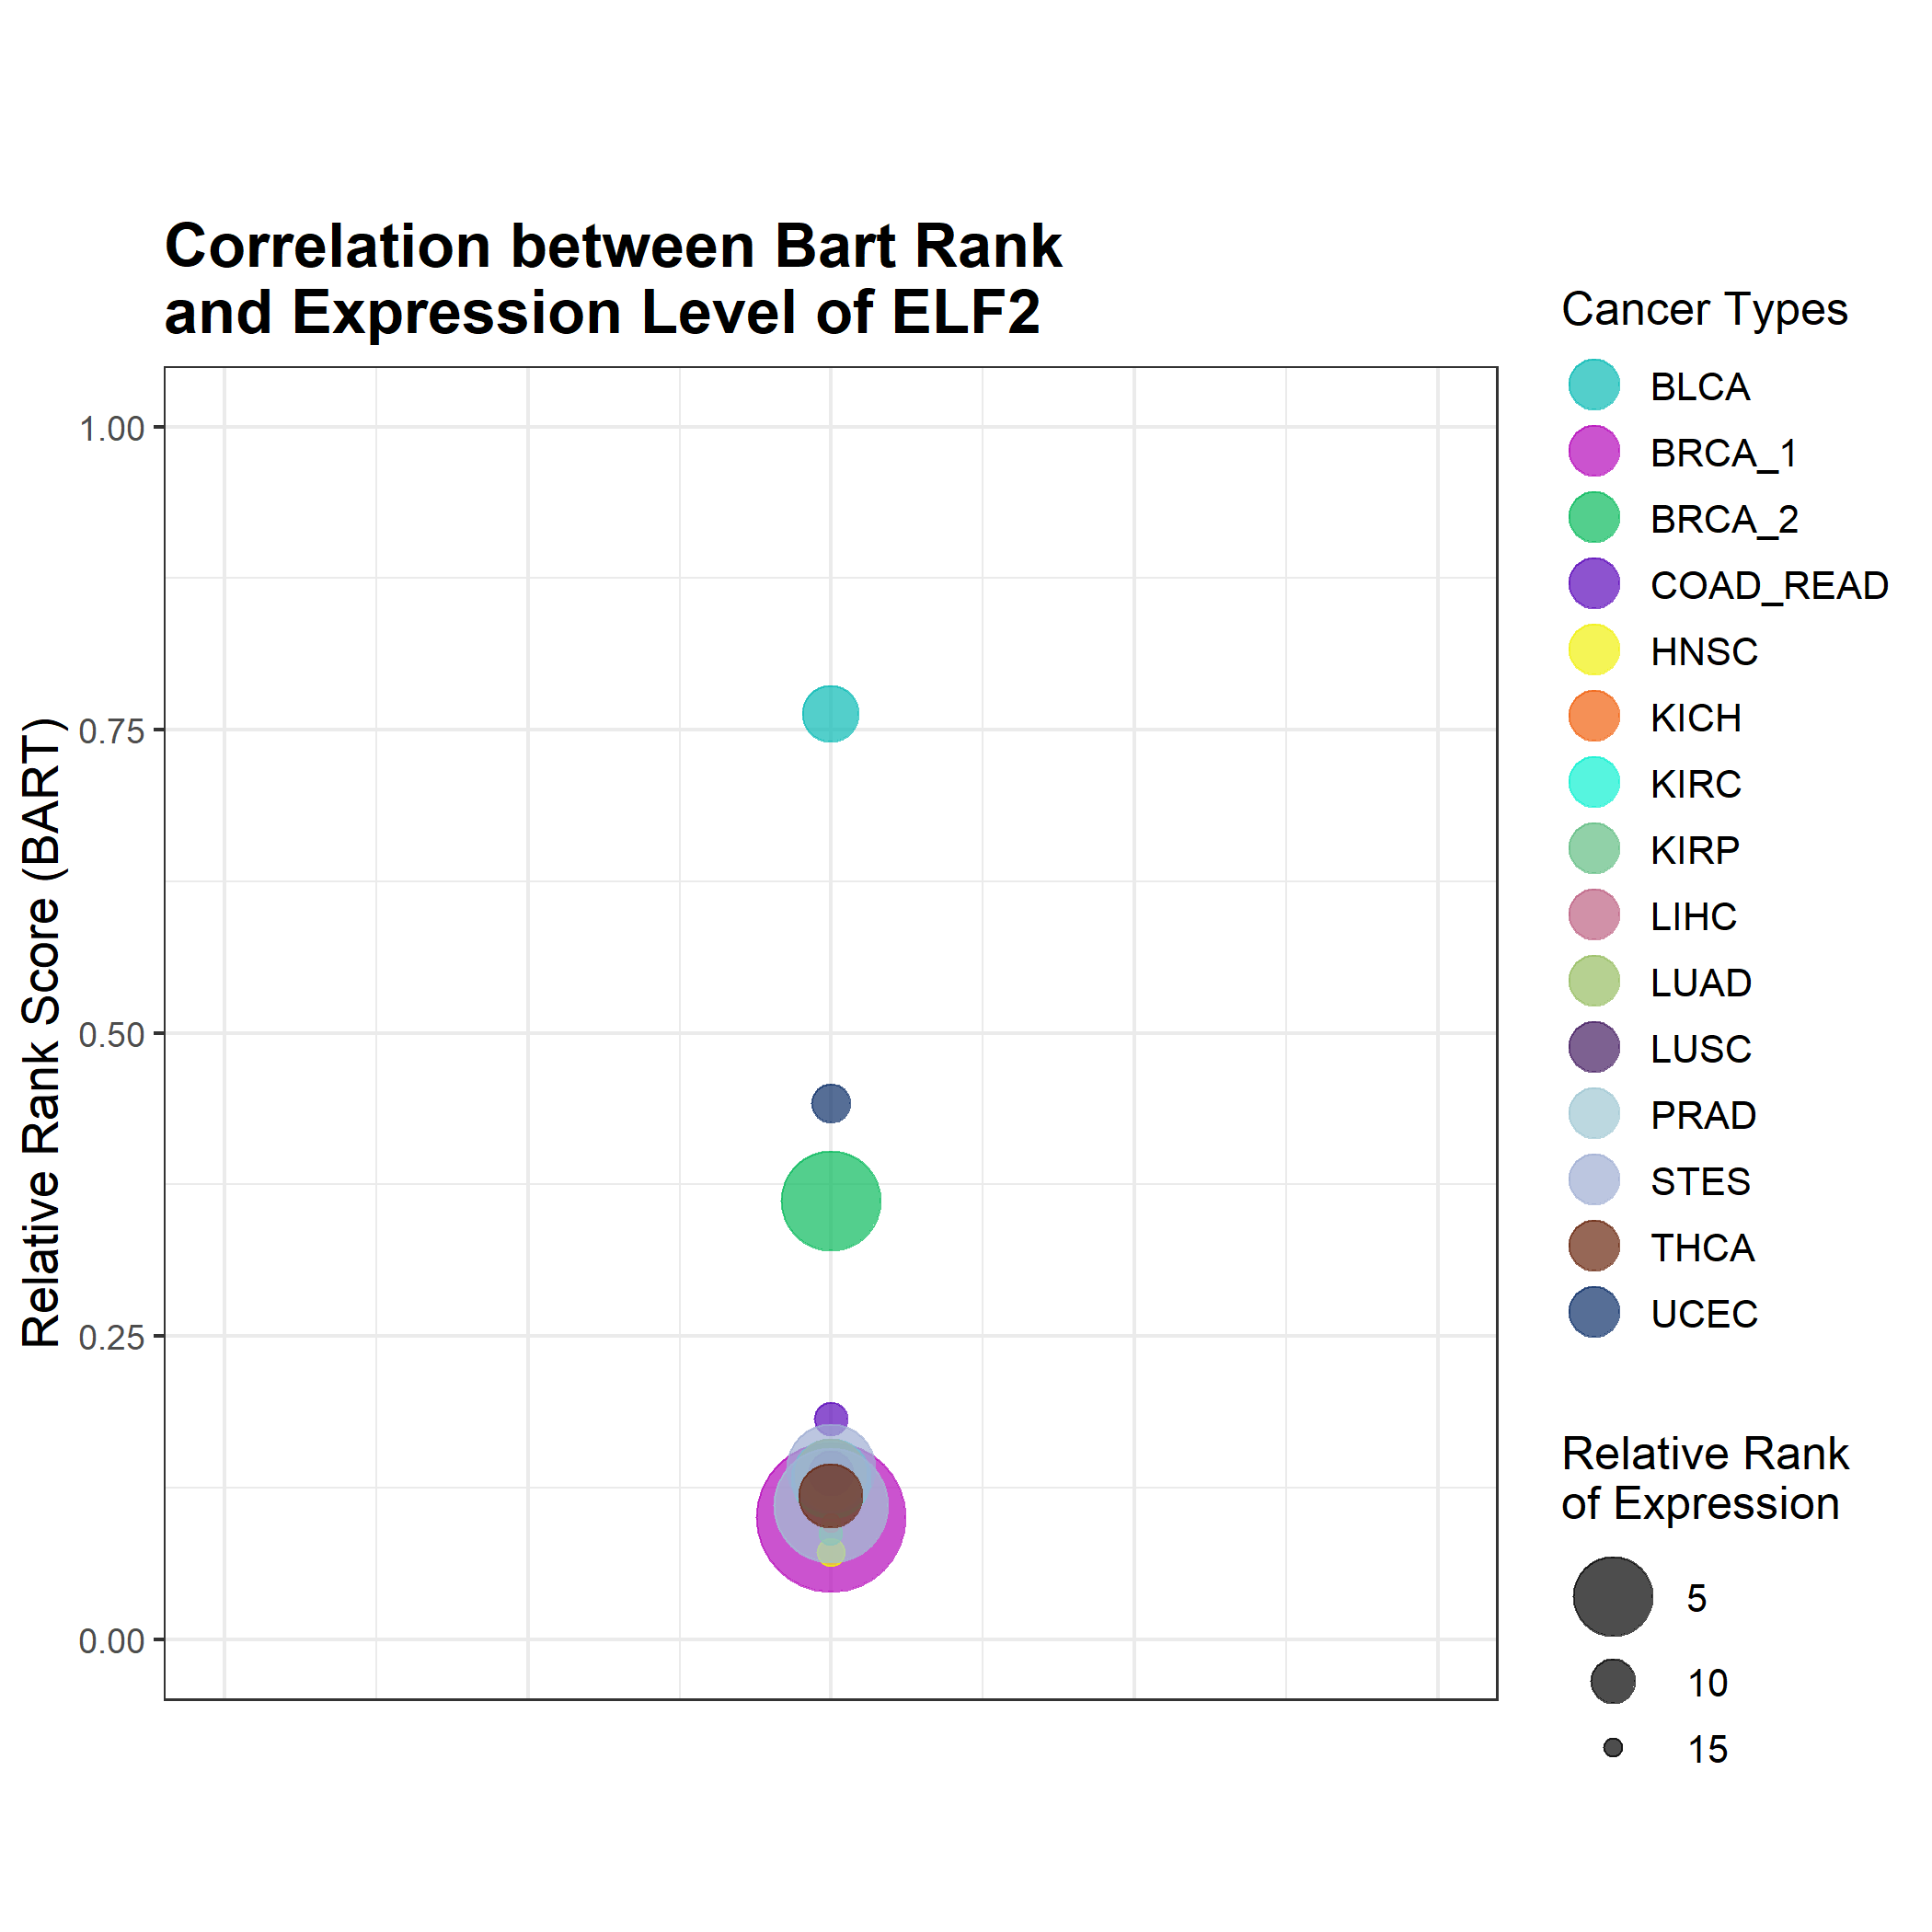 Correlation between Bart Rank
and Expression Level of ELF2
Relative Rank Score (BART)
1.00
0.75
0.50
0.25
0.00
Cancer Types
BLCA
BRCA_1
BRCA_2
COAD_READ
HNSC
KICH
KIRC
KIRP
LIHC
LUAD
LUSC
PRAD
STES
THCA
UCEC
Relative Rank
of Expression
5
10
15